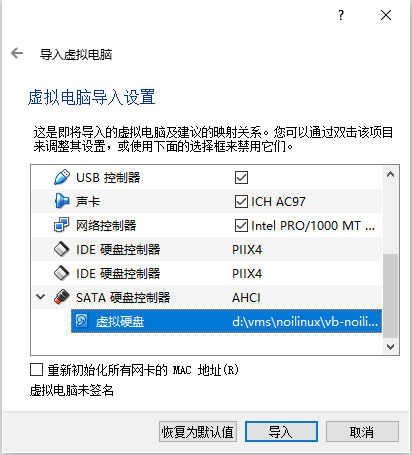 ?
导入虚拟电脑
虚拟电脑导入设置
这是即将导入的虚拟电脑及建议的映射关系。您可以通过双击该项目
来调整其设置，或使用下面的选择框来禁用它们。
USB 控制器
声卡 ICH AC97
网络控制器 Intel PRO/1000 MT ...
IDE 硬盘控制器 PIIX4
IDE 硬盘控制器 PIIX4
SATA 硬盘控制器 AHCI
虚拟硬盘 d:\vms\noilinux\vb-noili...
重新初始化所有网卡的 MAC 地址(R)
虚拟电脑未签名
恢复为默认值 导入 取消